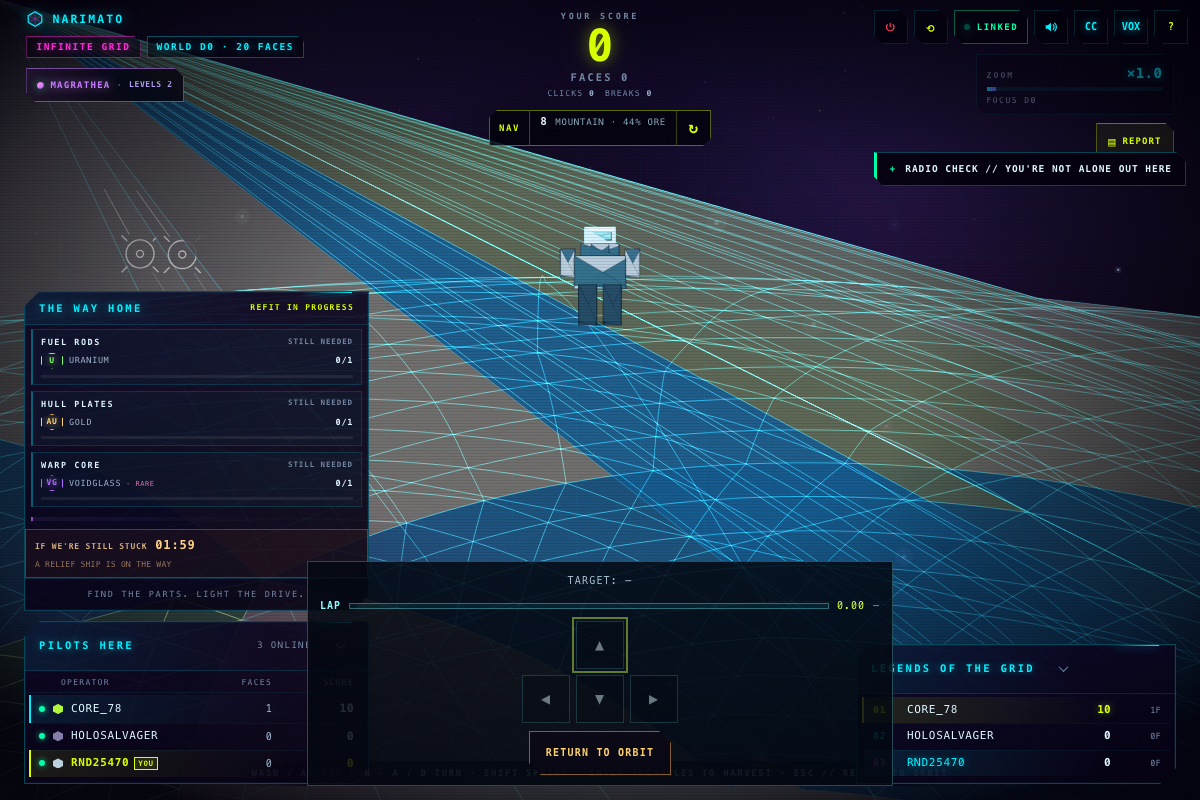 NARIMATO
INFINITE GRID
WORLD D0 · 20 FACES
MAGRATHEA · LEVELS 2
YOUR SCORE
0
FACES 0
CLICKS 0 BREAKS 0
NAV
8 MOUNTAIN · 44% ORE
↻
LINKED
CC
VOX
?
ZOOM
×1.0
FOCUS D0
REPORT
+ RADIO CHECK // YOU'RE NOT ALONE OUT HERE
THE WAY HOME
REFIT IN PROGRESS
FUEL RODS
STILL NEEDED
U URANIUM
0/1
HULL PLATES
STILL NEEDED
AU GOLD
0/1
WARP CORE
STILL NEEDED
VG VOIDGLASS · RARE
0/1
IF WE'RE STILL STUCK 01:59
A RELIEF SHIP IS ON THE WAY
FIND THE PARTS. LIGHT THE DRIVE.
TARGET: —
LAP
0.00 —
▲
◀ ▼ ▶
RETURN TO ORBIT
PILOTS HERE
3 ONLINE
OPERATOR FACES SCORE
CORE_78 1 10
HOLOSALVAGER 0 0
RND25470 YOU 0 0
LEGENDS OF THE GRID
01 CORE_78 10 1F
02 HOLOSALVAGER 0 0F
03 RND25470 0 0F